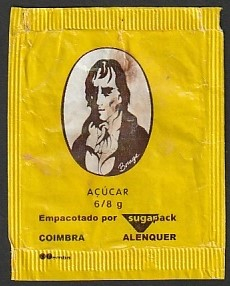 Bocage
AÇÚCAR
6/8 g
Empacotado por sugarpack
COIMBRA ALENQUER